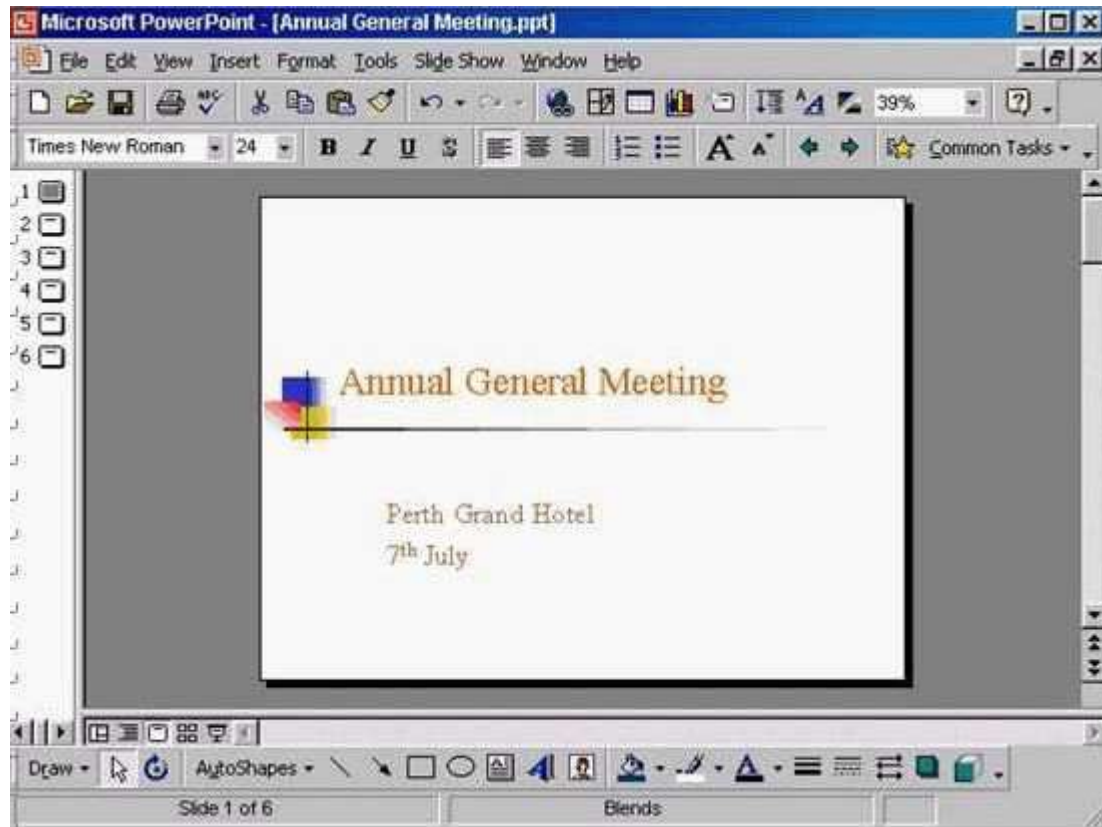 Microsoft PowerPoint - [Annual General Meeting.ppt]
File Edit View Insert Format Tools Slide Show Window Help
39%
Times New Roman 24 B I U S A A Common Tasks
1
2
3
4
5
6
Annual General Meeting
Perth Grand Hotel
7th July
Draw AutoShapes
Slide 1 of 6 Blends